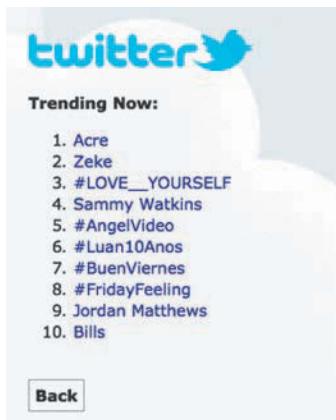 twitter
Trending Now:
1. Acre
2. Zeke
3. #LOVE__YOURSELF
4. Sammy Watkins
5. #AngelVideo
6. #Luan10Anos
7. #BuenViernes
8. #FridayFeeling
9. Jordan Matthews
10. Bills
Back